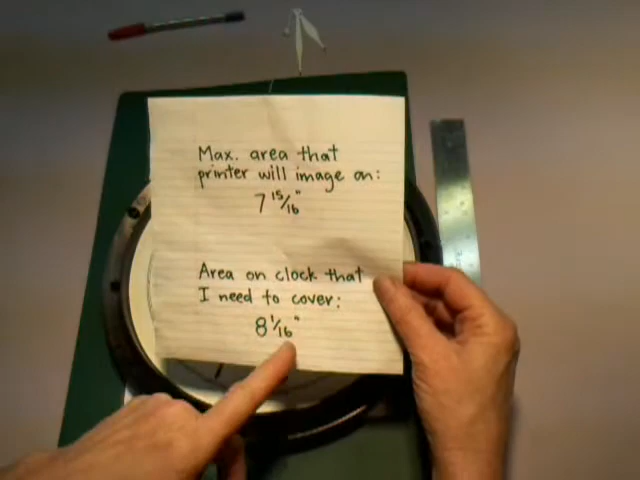 Max. area that
printer will image on:
7 15/16"
Area on clock that
I need to cover:
8 1/16"